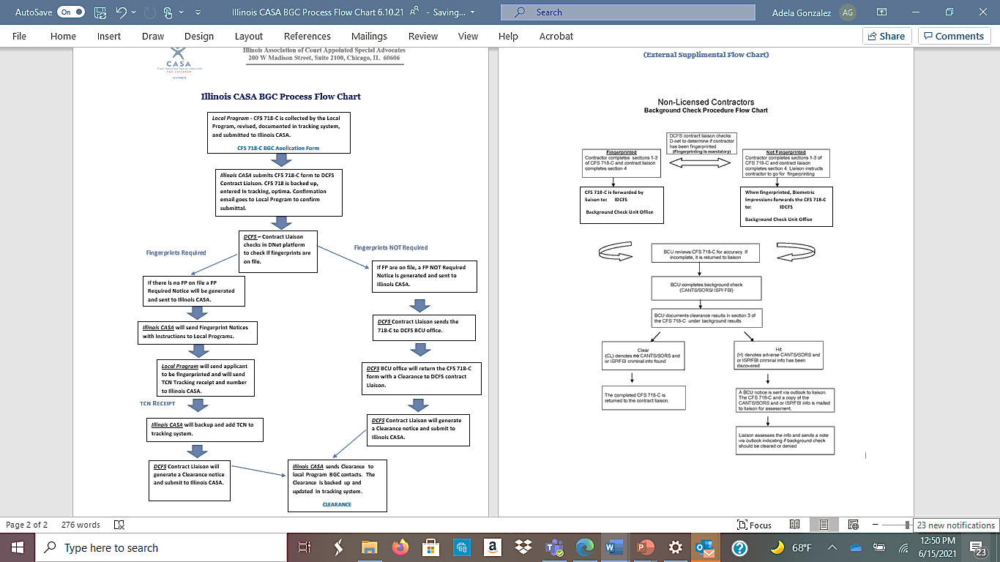 AutoSave
On
Illinois CASA BGC Process Flow Chart 6.10.21
- Saving...
Search
Adela Gonzalez
AG
File
Home
Insert
Draw
Design
Layout
References
Mailings
Review
View
Help
Acrobat
Share
Comments
Illinois Association of Court Appointed Special Advocates
200 W Madison Street, Suite 2100, Chicago, IL 60606
CASA
FOR CHILDREN
ILLINOIS
Illinois CASA BGC Process Flow Chart
Local Program - CFS 718-C is collected by the Local
Program, revised, documented in tracking system,
and submitted to Illinois CASA.
CFS 718-C BGC Application Form
Illinois CASA submits CFS 718-C form to DCFS
Contract Liaison. CFS 718 is backed up,
entered in tracking, optima. Confirmation
email goes to Local Program to confirm
submittal.
DCFS – Contract Liaison
checks in DNet platform
to check if fingerprints are
on file.
Fingerprints Required
Fingerprints NOT Required
If there is no FP on file a FP
Required Notice will be generated
and sent to Illinois CASA.
If FP are on file, a FP NOT Required
Notice is generated and sent to
Illinois CASA.
Illinois CASA will send Fingerprint Notices
with Instructions to Local Programs.
DCFS Contract Liaison sends the
718-C to DCFS BCU office.
Local Program will send applicant
to be fingerprinted and will send
TCN Tracking receipt and number
to Illinois CASA.
DCFS BCU office will return the CFS 718-C
form with a Clearance to DCFS contract
Liaison.
TCN RECEIPT
Illinois CASA will backup and add TCN to
tracking system.
DCFS Contract Liaison will generate
a Clearance notice and submit to
Illinois CASA.
DCFS Contract Liaison will
generate a Clearance notice
and submit to Illinois CASA.
Illinois CASA sends Clearance to
local Program BGC contacts. The
Clearance is backed up and
updated in tracking system.
CLEARANCE
(External Supplimental Flow Chart)
Non-Licensed Contractors
Background Check Procedure Flow Chart
DCFS contract liaison checks
D-net to determine if contractor
has been fingerprinted.
(Fingerprinting is mandatory)
Fingerprinted
Contractor completes sections 1-3
of CFS 718-C and contract liaison
completes section 4
Not Fingerprinted
Contractor completes sections 1-3 of
CFS 718-C and contract liaison
completes section 4. Liaison instructs
contractor to go for fingerprinting
CFS 718-C is forwarded by
liaison to: IDCFS
Background Check Unit Office
When fingerprinted, Biometric
Impressions forwards the CFS 718-C
to: IDCFS
Background Check Unit Office
BCU reviews CFS 718-C for accuracy. If
incomplete, it is returned to liaison
BCU completes background check
(CANTS/SORS/ ISP/ FBI)
BCU documents clearance results in section 3 of
the CFS 718-C under background results
Clear
(CL) denotes no CANTS/SORS and
or ISP/FBI criminal info found
Hit
(H) denotes adverse CANTS/SORS and
or ISP/FBI criminal info has been
discovered
The completed CFS 718-C is
returned to the contract liaison.
A BCU notice is sent via outlook to liaison.
The CFS 718-C and a copy of the
CANTS/SORS and or ISP/FBI info is mailed
to liaison for assessment.
Liaison assesses the info and sends a note
via outlook indicating if background check
should be cleared or denied
Page 2 of 2
276 words
Focus
23 new notifications
Type here to search
68°F
12:50 PM
6/15/2021
23